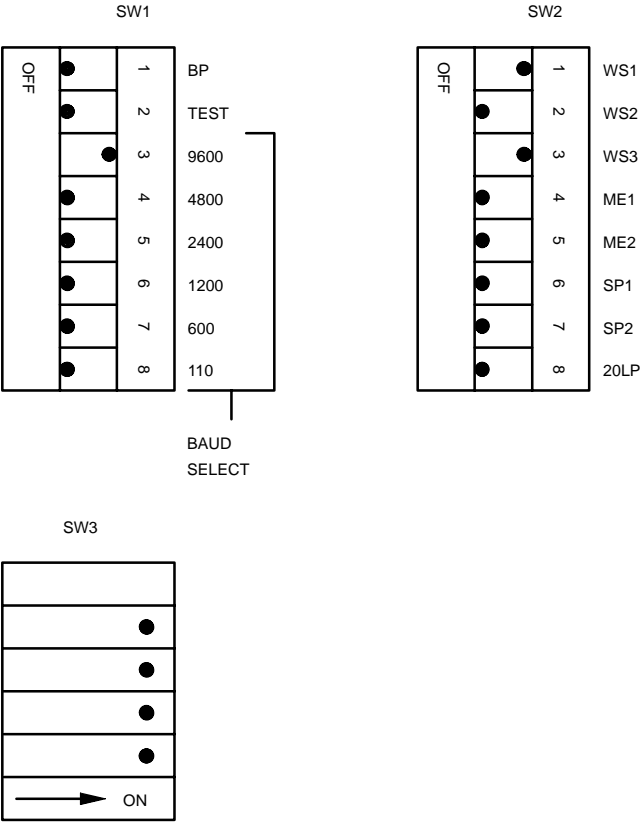 SW1
OFF
1 BP
2 TEST
3 9600
4 4800
5 2400
6 1200
7 600
8 110
BAUD
SELECT
SW2
OFF
1 WS1
2 WS2
3 WS3
4 ME1
5 ME2
6 SP1
7 SP2
8 20LP
SW3
ON